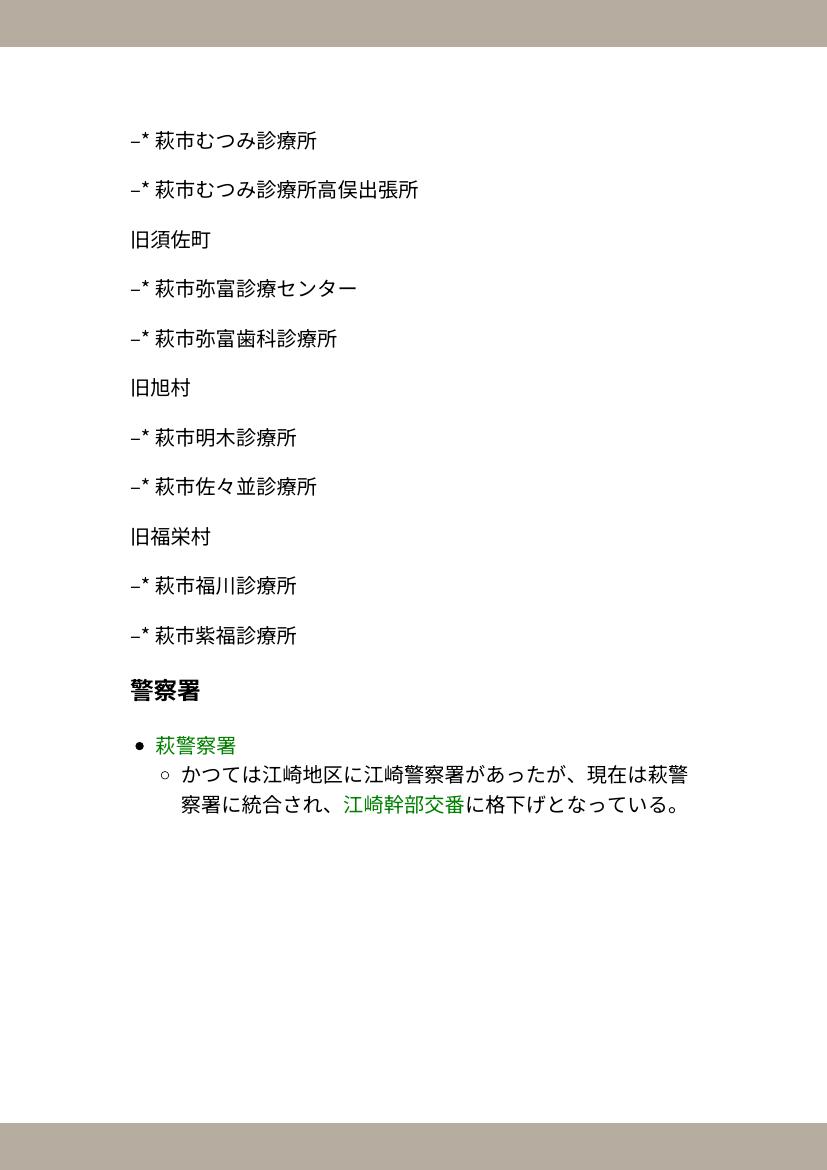 –* 萩市むつみ診療所
–* 萩市むつみ診療所高俣出張所
旧須佐町
–* 萩市弥富診療センター
–* 萩市弥富歯科診療所
旧旭村
–* 萩市明木診療所
–* 萩市佐々並診療所
旧福栄村
–* 萩市福川診療所
–* 萩市紫福診療所
警察署
• 萩警察署
◦ かつては江崎地区に江崎警察署があったが、現在は萩警
察署に統合され、江崎幹部交番に格下げとなっている。